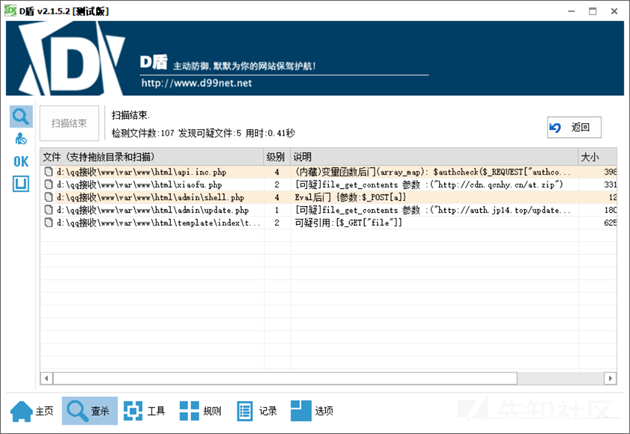 D盾 v2.1.5.2 [测试版]
D盾 主动防御,默默为你的网站保驾护航!
http://www.d99net.net
扫描结束
扫描结束.
检测文件数:107 发现可疑文件:5 用时:0.41秒
返回
文件 (支持拖放目录和扫描) 级别 说明 大小
d:\qq接收\www\var\www\html\api.inc.php 4 (内藏)变量函数后门(array_map): $authcheck($_REQUEST["authco... 398
d:\qq接收\www\var\www\html\xiaofu.php 2 [可疑]file_get_contents 参数 :("http://cdn.qcnhy.cn/at.zip") 331
d:\qq接收\www\var\www\html\admin\shell.php 4 Eval后门 {参数:$_POST[a]} 12
d:\qq接收\www\var\www\html\admin\update.php 1 [可疑]file_get_contents 参数 :("http://auth.jp14.top/update... 180
d:\qq接收\www\var\www\html\template\index\t... 2 可疑引用:[$_GET["file"]] 625
OK
主页 查杀 工具 规则 记录 选项
先知社区